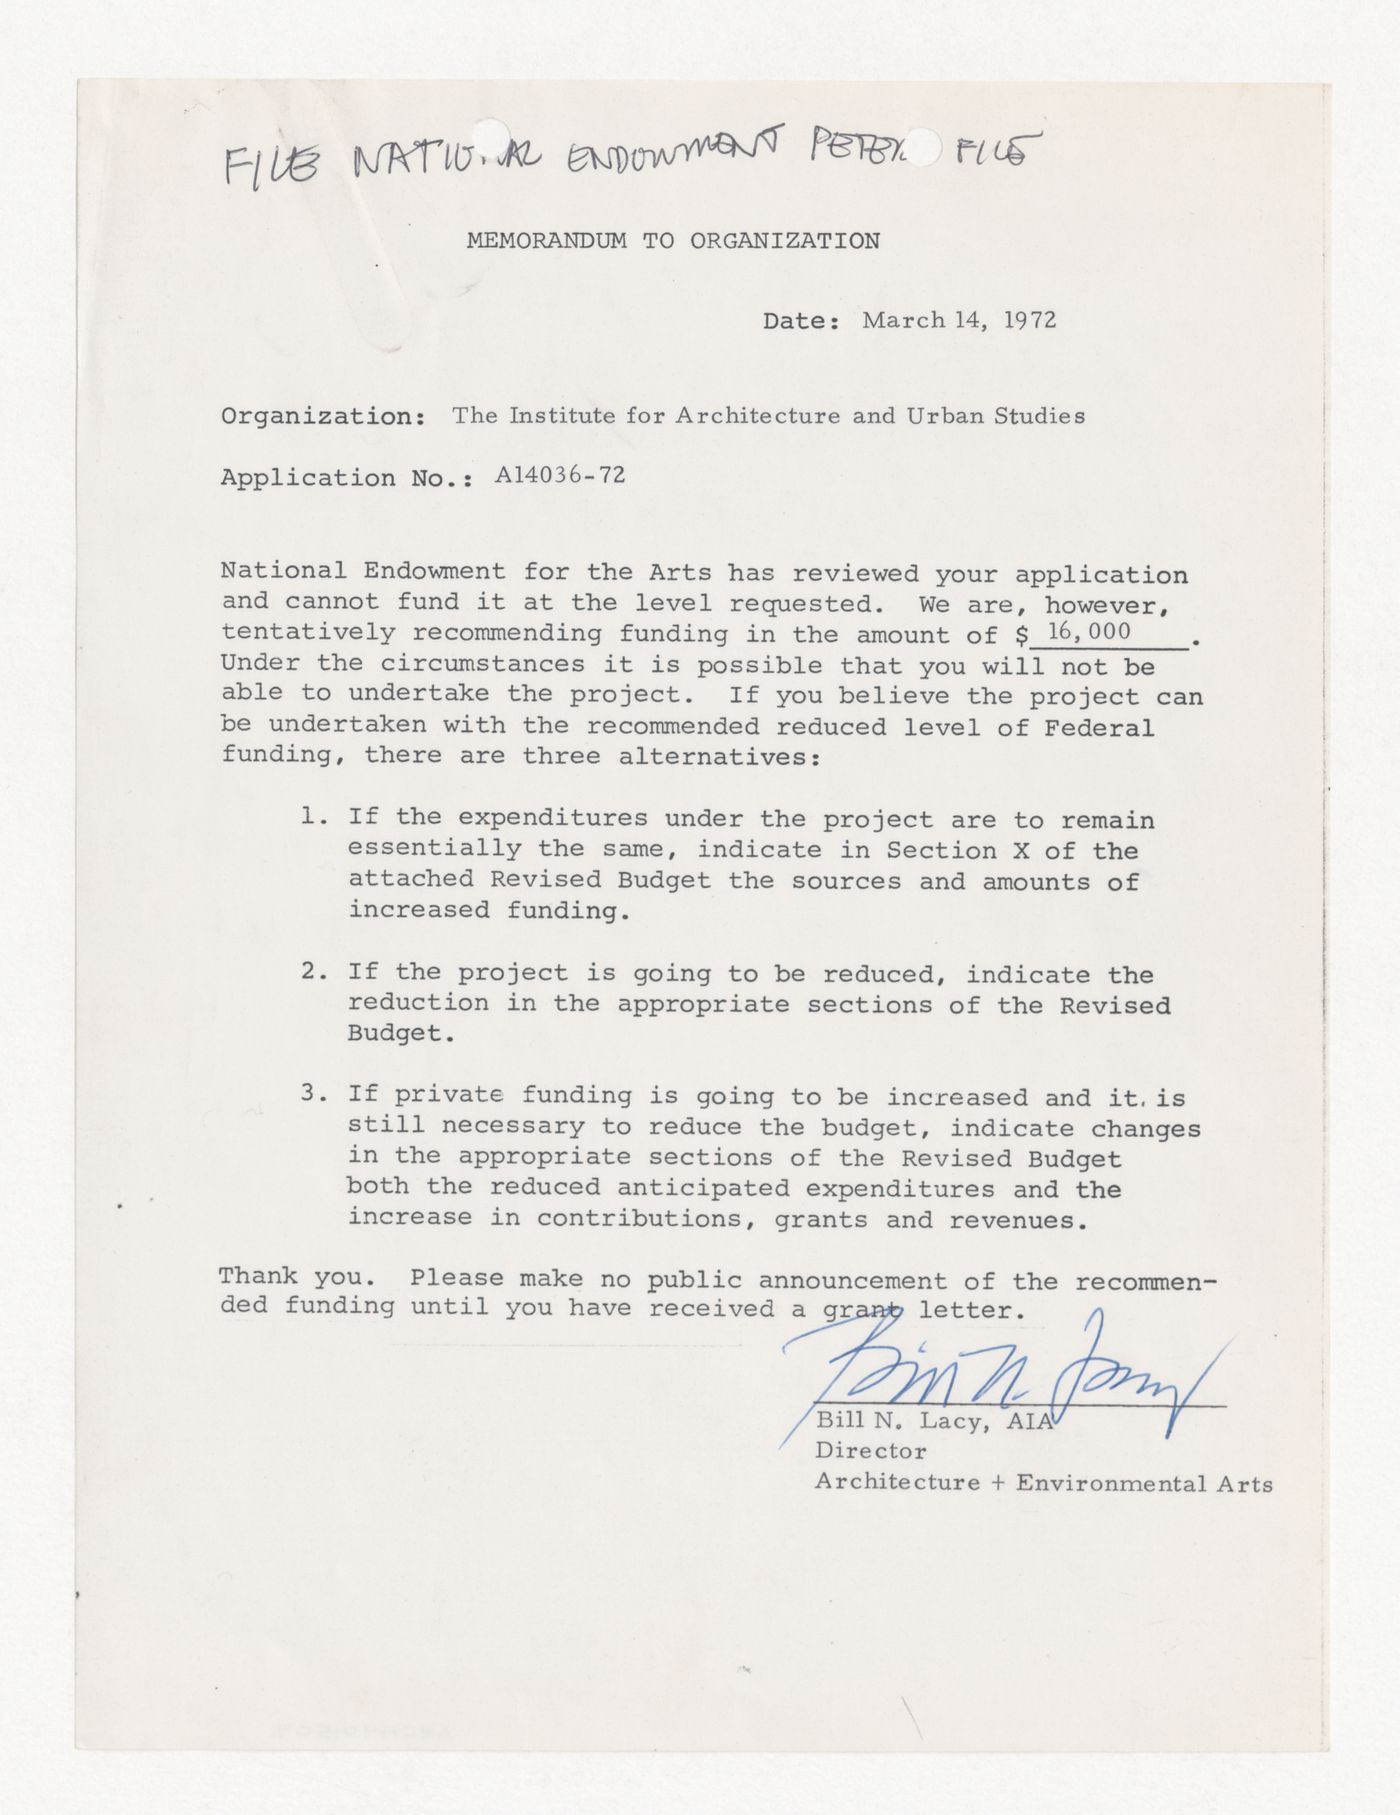 FILE NATIONAL ENDOWMENT PETER FILE
MEMORANDUM TO ORGANIZATION
Date: March 14, 1972
Organization: The Institute for Architecture and Urban Studies
Application No.: A14036-72
National Endowment for the Arts has reviewed your application
and cannot fund it at the level requested. We are, however,
tentatively recommending funding in the amount of $ 16,000 .
Under the circumstances it is possible that you will not be
able to undertake the project. If you believe the project can
be undertaken with the recommended reduced level of Federal
funding, there are three alternatives:
1. If the expenditures under the project are to remain
essentially the same, indicate in Section X of the
attached Revised Budget the sources and amounts of
increased funding.
2. If the project is going to be reduced, indicate the
reduction in the appropriate sections of the Revised
Budget.
3. If private funding is going to be increased and it. is
still necessary to reduce the budget, indicate changes
in the appropriate sections of the Revised Budget
both the reduced anticipated expenditures and the
increase in contributions, grants and revenues.
Thank you. Please make no public announcement of the recommen-
ded funding until you have received a grant letter.
Bill N. Lacy
Bill N. Lacy, AIA
Director
Architecture + Environmental Arts